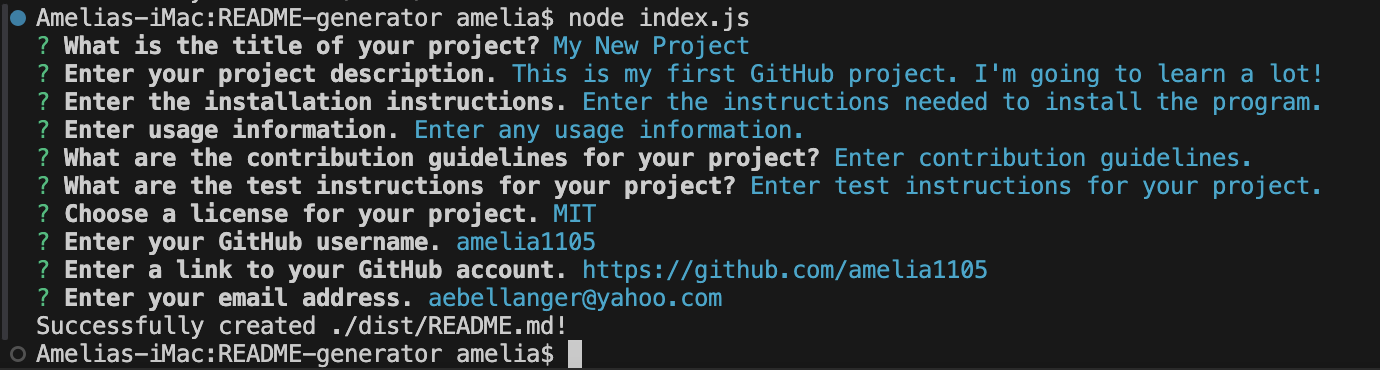 Amelias-iMac:README-generator amelia$ node index.js
? What is the title of your project? My New Project
? Enter your project description. This is my first GitHub project. I'm going to learn a lot!
? Enter the installation instructions. Enter the instructions needed to install the program.
? Enter usage information. Enter any usage information.
? What are the contribution guidelines for your project? Enter contribution guidelines.
? What are the test instructions for your project? Enter test instructions for your project.
? Choose a license for your project. MIT
? Enter your GitHub username. amelia1105
? Enter a link to your GitHub account. https://github.com/amelia1105
? Enter your email address. aebellanger@yahoo.com
Successfully created ./dist/README.md!
Amelias-iMac:README-generator amelia$